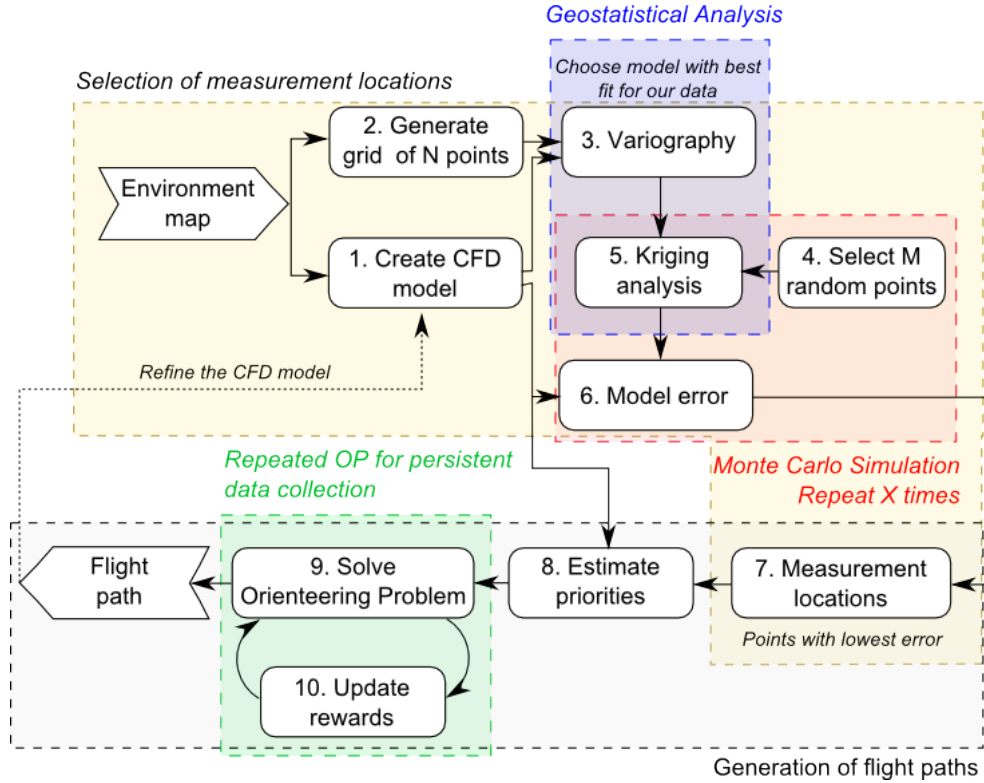 Geostatistical Analysis
Choose model with best
fit for our data
Selection of measurement locations
2. Generate
grid of N points
3. Variography
Environment
map
1. Create CFD
model
5. Kriging
analysis
4. Select M
random points
Refine the CFD model
6. Model error
Repeated OP for persistent
data collection
Monte Carlo Simulation
Repeat X times
Flight
path
9. Solve
Orienteering Problem
8. Estimate
priorities
7. Measurement
locations
Points with lowest error
10. Update
rewards
Generation of flight paths